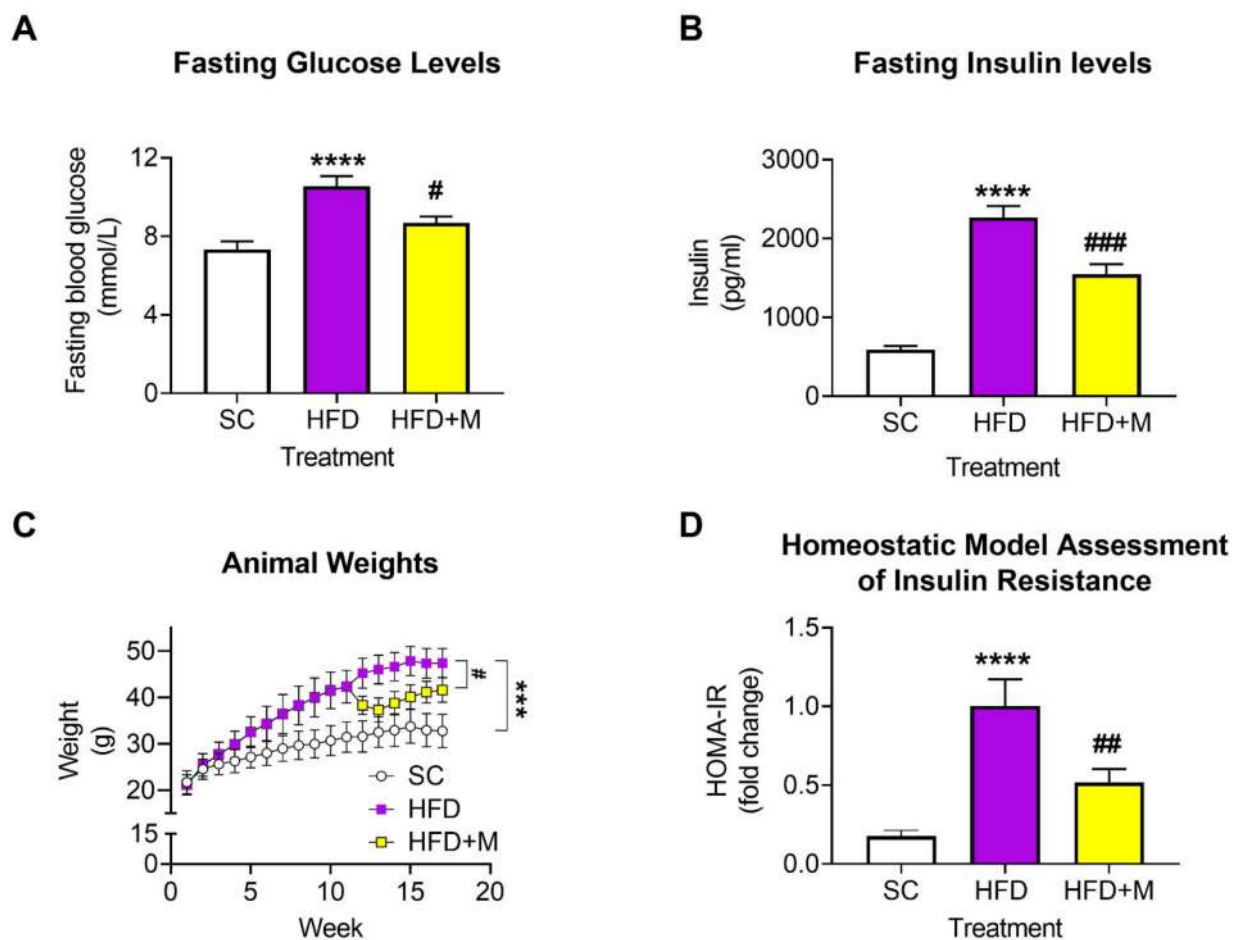 A
Fasting Glucose Levels
Fasting blood glucose
(mmol/L)
12
8
4
0
****
#
SC HFD HFD+M
Treatment
B
Fasting Insulin levels
Insulin
(pg/ml)
3000
2000
1000
0
****
###
SC HFD HFD+M
Treatment
C
Animal Weights
Weight
(g)
50
40
30
20
15
0
#
***
SC
HFD
HFD+M
0 5 10 15 20
Week
D
Homeostatic Model Assessment
of Insulin Resistance
HOMA-IR
(fold change)
1.5
1.0
0.5
0.0
****
##
SC HFD HFD+M
Treatment